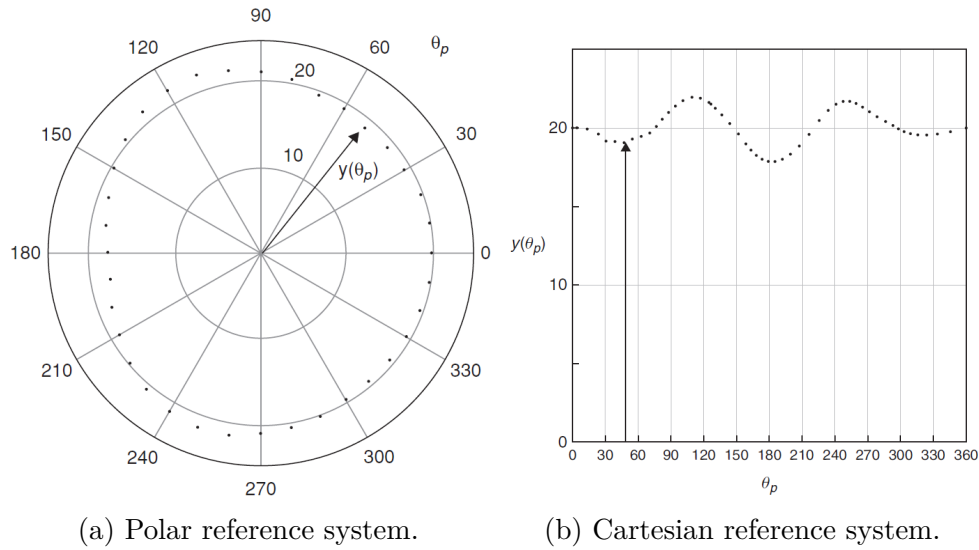 90
120
60
θp
20
150
30
10
y(θp)
180
0
210
330
240
300
270
(a) Polar reference system.
20
y(θp)
10
0
0 30 60 90 120 150 180 210 240 270 300 330 360
θp
(b) Cartesian reference system.